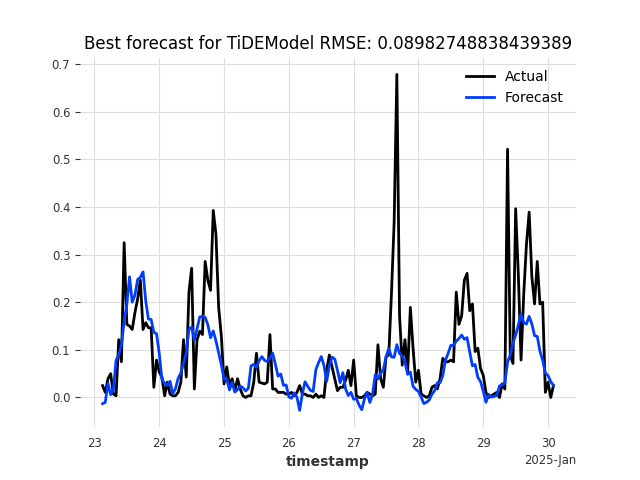 Best forecast for TiDEModel RMSE: 0.08982748838439389
Actual
Forecast
0.7
0.6
0.5
0.4
0.3
0.2
0.1
0.0
23 24 25 26 27 28 29 30
timestamp
2025-Jan